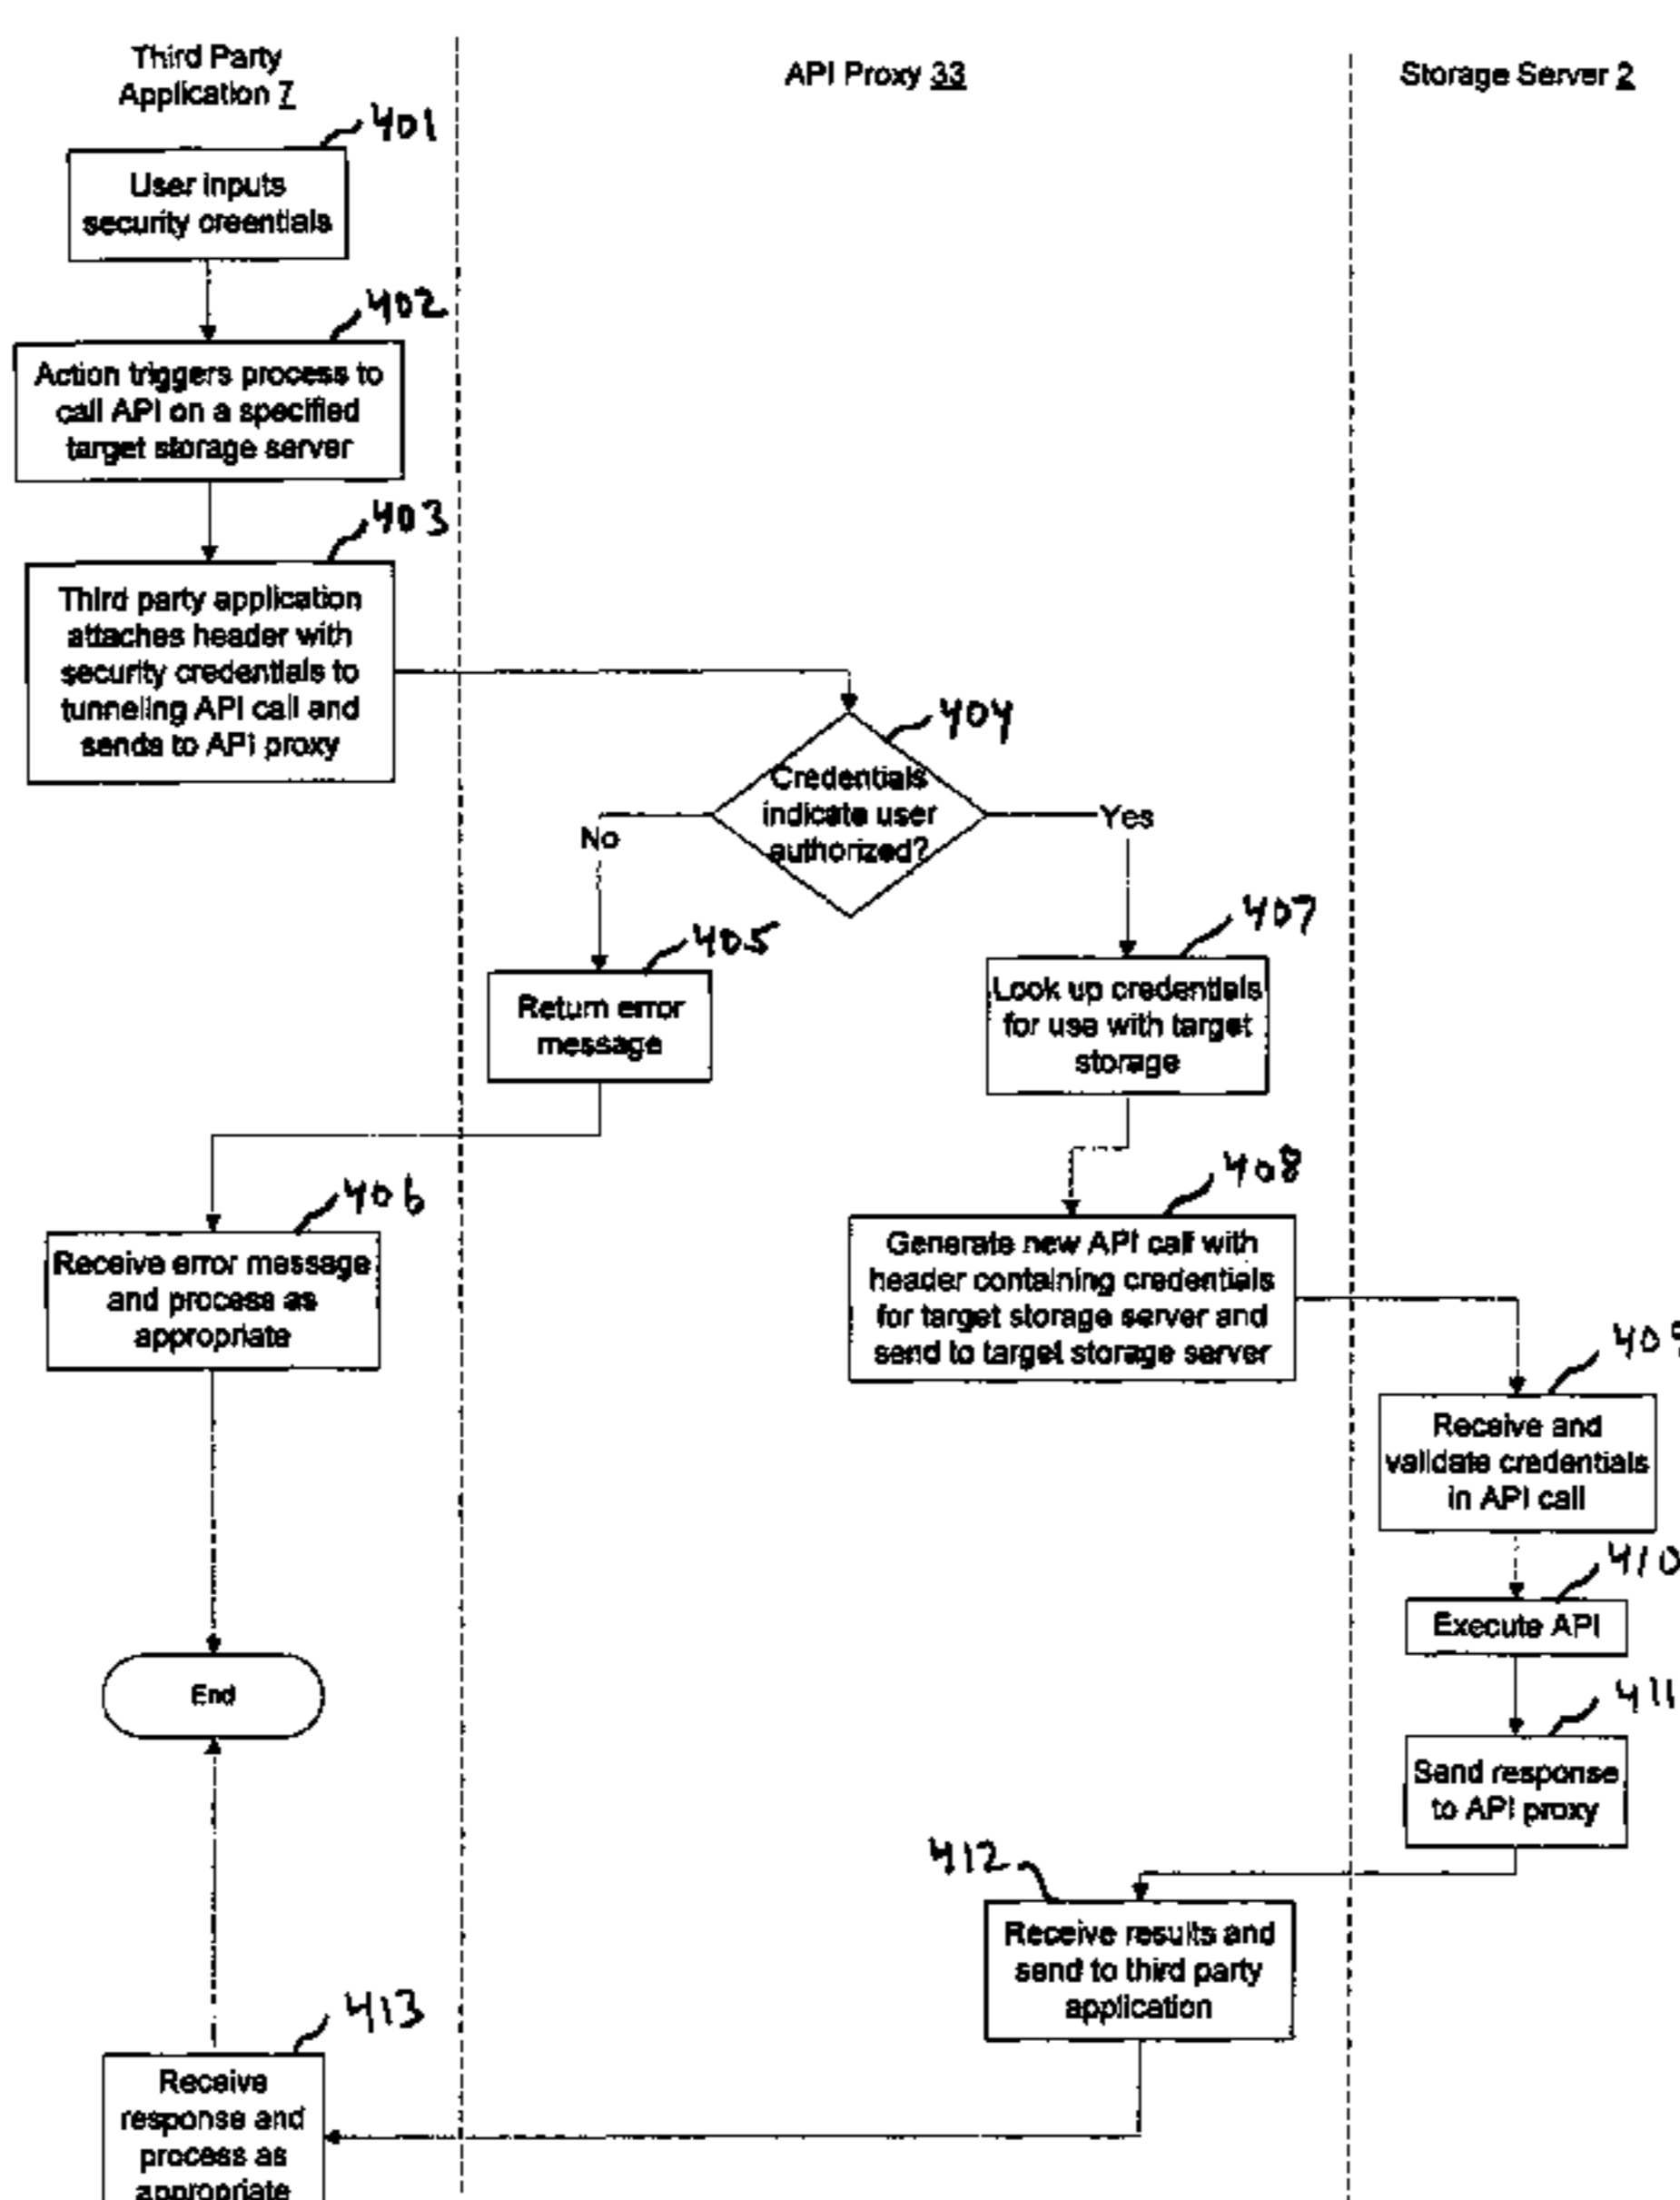 Third Party
Application 7
API Proxy 33
Storage Server 2
401
User inputs
security creentials
402
Action triggers process to
call API on a specified
target storage server
403
Third party application
attaches header with
security credentials to
tunneling API call and
sends to API proxy
404
Credentials
indicate user
authorized?
No
Yes
405
Return error
message
407
Look up credentials
for use with target
storage
406
Receive error message
and process as
appropriate
408
Generate new API call with
header containing credentials
for target storage server and
send to target storage server
409
Receive and
validate credentials
in API call
410
Execute API
End
411
Send response
to API proxy
412
Receive results and
send to third party
application
413
Receive
response and
process as
appropriate